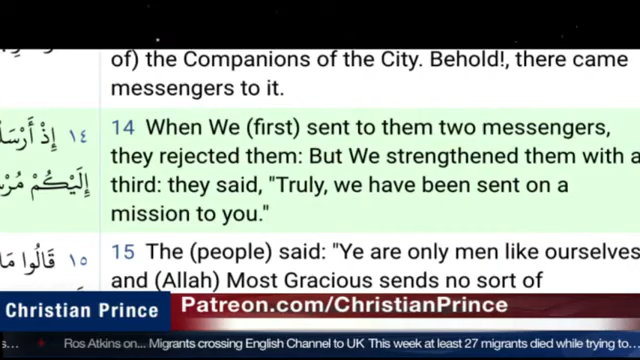 of) the Companions of the City. Behold!, there came
messengers to it.
١٤ إِذْ أَرْسَ
14 When We (first) sent to them two messengers,
they rejected them: But We strengthened them with a
إِلَيْكُمْ
third: they said, "Truly, we have been sent on a
mission to you."
١٥ قَالُوا مَا
15 The (people) said: "Ye are only men like ourselves
and (Allah) Most Gracious sends no sort of
Christian Prince
Patreon.com/ChristianPrince
Ros Atkins on... Migrants crossing English Channel to UK This week at least 27 migrants died while trying to...